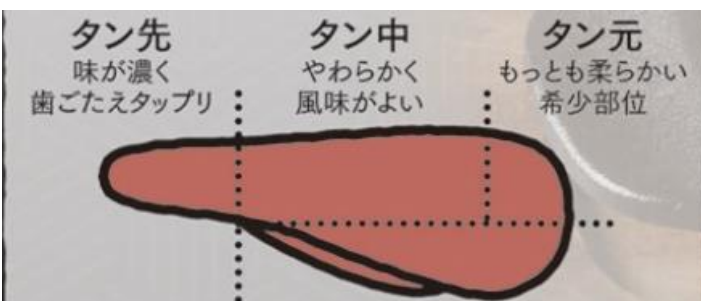 タン先
味が濃く
歯ごたえタップリ
タン中
やわらかく
風味がよい
タン元
もっとも柔らかい
希少部位